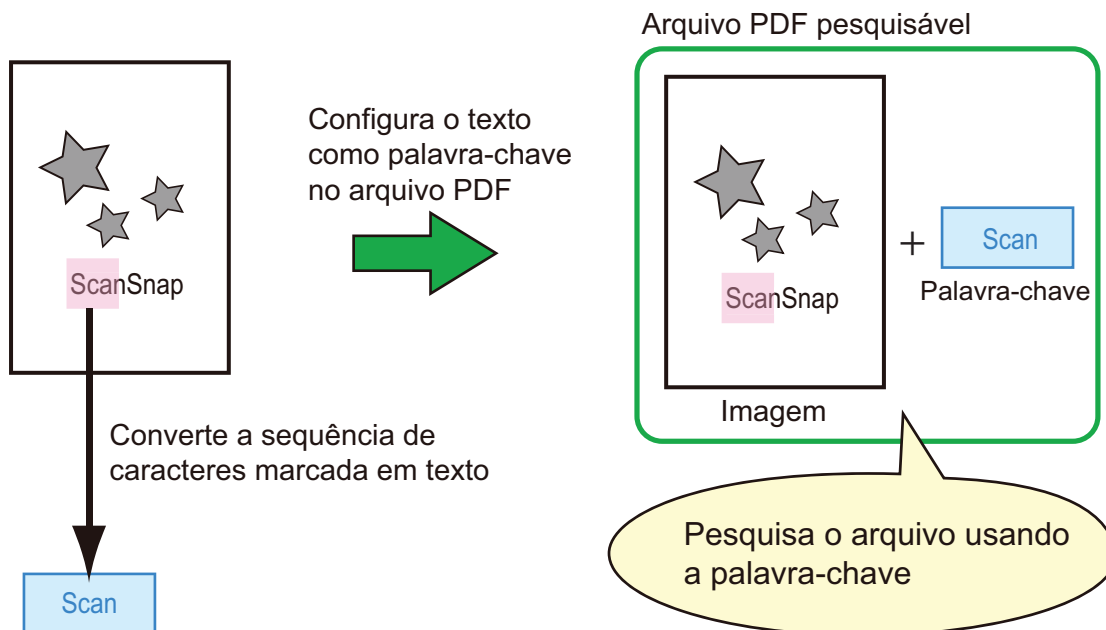 Arquivo PDF pesquisável
Configura o texto
como palavra-chave
no arquivo PDF
ScanSnap
ScanSnap
+
Scan
Palavra-chave
Imagem
Converte a sequência de
caracteres marcada em texto
Scan
Pesquisa o arquivo usando
a palavra-chave